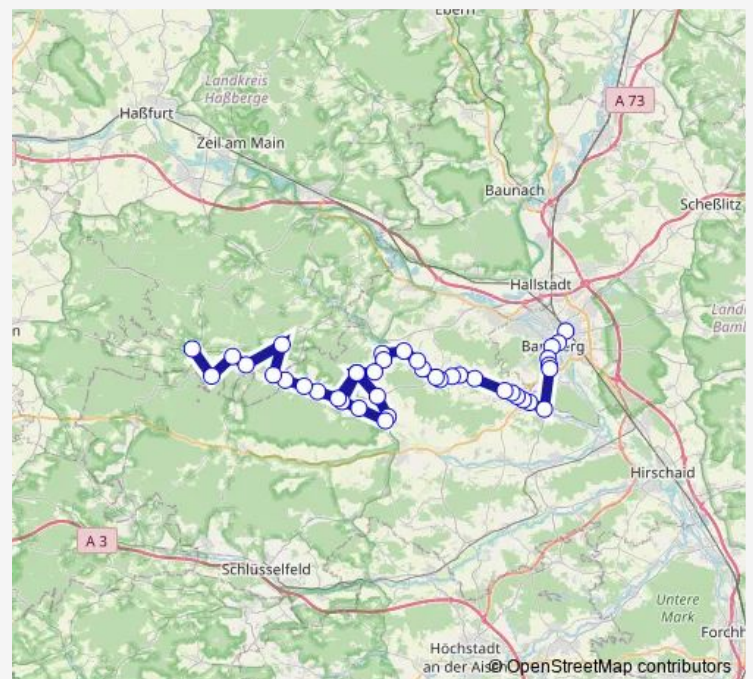 Ebern
Landkreis
Haßberge
Haßfurt
A 73
Zeil am Main
Baunach
Scheßlitz
Hallstadt
Land
Bamb
n
Hirschaid
A 3
Schlüsselfeld
Untere
Mark
Forchh
Höchstadt
an der Aisch
© OpenStreetMap contributors